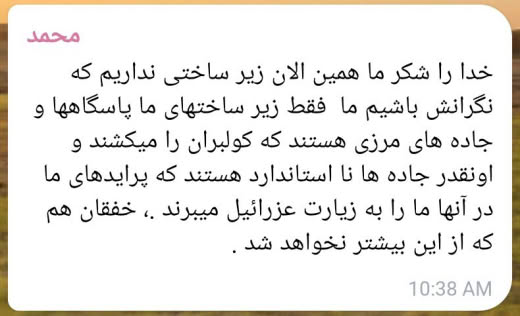 محمد
خدا را شکر ما همین الان زیر ساختی نداریم که
نگرانش باشیم ما فقط زیر ساختهای ما پاسگاهها و
جاده های مرزی هستند که کولبران را میکشند و
اونقدر جاده ها نا استاندارد هستند که پرایدهای ما
در آنها ما را به زیارت عزرائیل میبرند .، خفقان هم
که از این بیشتر نخواهد شد .
10:38 AM